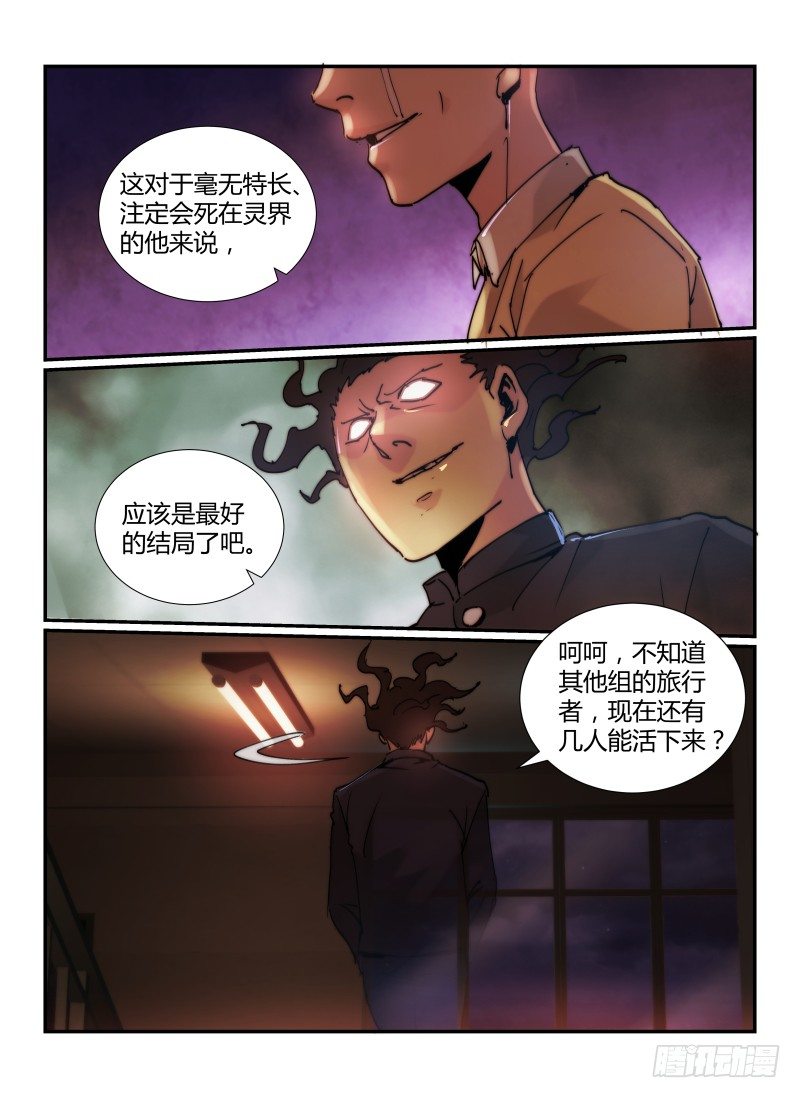 这对于毫无特长、
注定会死在灵界
的他来说，
应该是最好
的结局了吧。
呵呵，不知道
其他组的旅行
者，现在还有
几人能活下来？
腾讯动漫